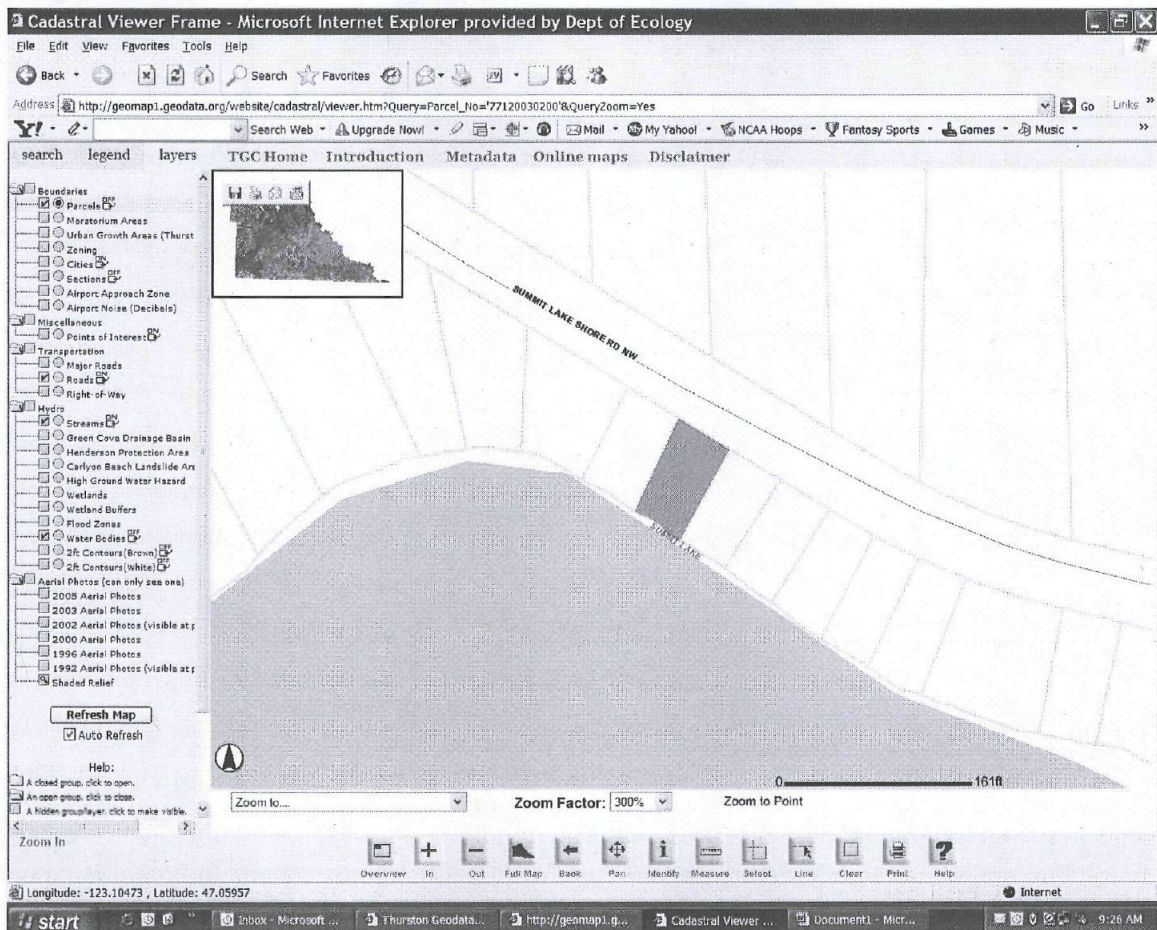 Cadastral Viewer Frame - Microsoft Internet Explorer provided by Dept of Ecology
File Edit View Favorites Tools Help
Back Search Favorites
Address http://geomap1.geodata.org/website/cadastral/viewer.htm?Query=Parcel_No='77120030200'&QueryZoom=Yes Go Links »
Y! Search Web Upgrade Now! Mail My Yahoo! NCAA Hoops Fantasy Sports Games Music »
search legend layers TGC Home Introduction Metadata Online maps Disclaimer
Boundaries
Parcels OFF
Moratorium Areas
Urban Growth Areas (Thurst
Zoning
Cities ON
Sections OFF
Airport Approach Zone
Airport Noise (Decibels)
Miscellaneous
Points of Interest ON
Transportation
Major Roads
Roads ON
Right-of-Way
Hydro
Streams ON
Green Cove Drainage Basin
Henderson Protection Area
Carlyon Beach Landslide Are
High Ground Water Hazard
Wetlands
Wetland Buffers
Flood Zones
Water Bodies OFF
2ft Contours(Brown) OFF
2ft Contours(White) OFF
Aerial Photos (can only see one)
2005 Aerial Photos
2003 Aerial Photos
2002 Aerial Photos (visible at p
2000 Aerial Photos
1996 Aerial Photos
1992 Aerial Photos (visible at p
Shaded Relief
Refresh Map
Auto Refresh
Help:
A closed group, click to open.
An open group, click to close.
A hidden group/layer, click to make visible.
Zoom In
SUMMIT LAKE SHORE RD NW
SUMMIT LAKE
0 161ft
Zoom to.... Zoom Factor: 300% Zoom to Point
Overview In Out Full Map Back Pan Identify Measure Select Line Clear Print Help
Longitude: -123.10473 , Latitude: 47.05957 Internet
start » Inbox - Microsoft ... Thurston Geodata... http://geomap1.g... Cadastral Viewer ... Document1 - Micr... 9:26 AM